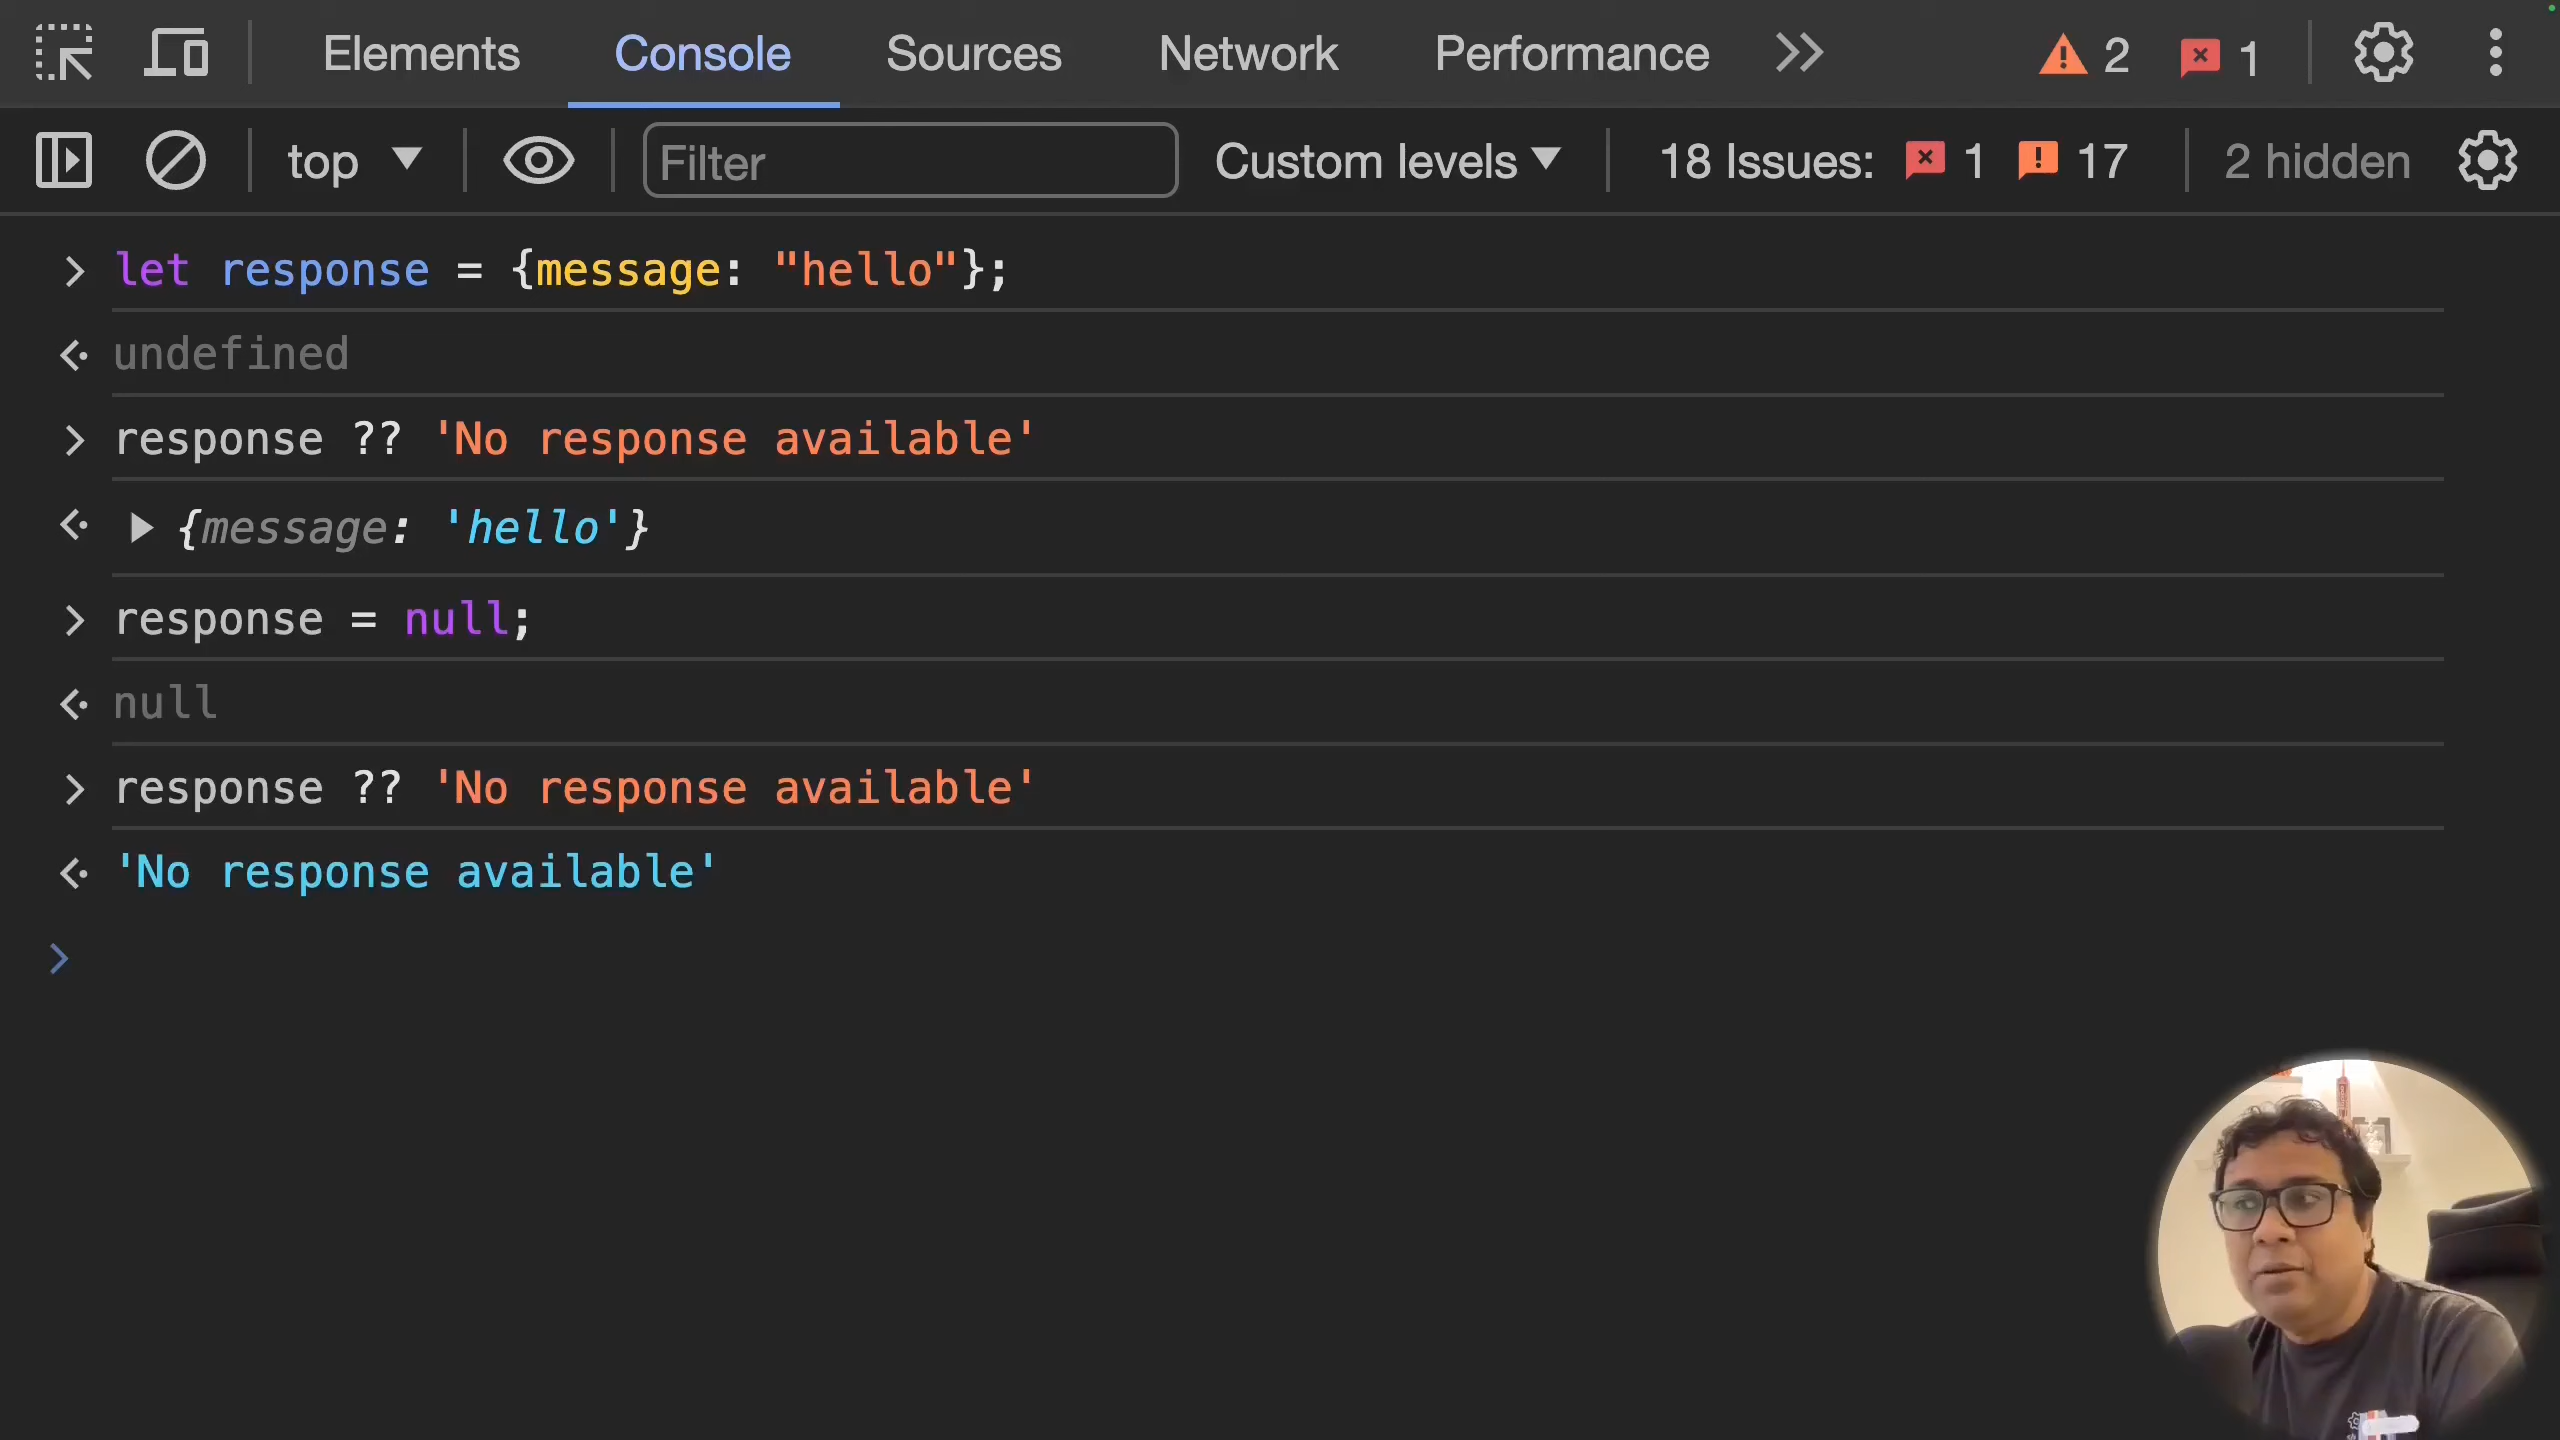 Elements Console Sources Network Performance 2 1
top Filter Custom levels 18 Issues: 1 17 2 hidden
let response = {message: "hello"};
undefined
response ?? 'No response available'
{message: 'hello'}
response = null;
null
response ?? 'No response available'
'No response available'